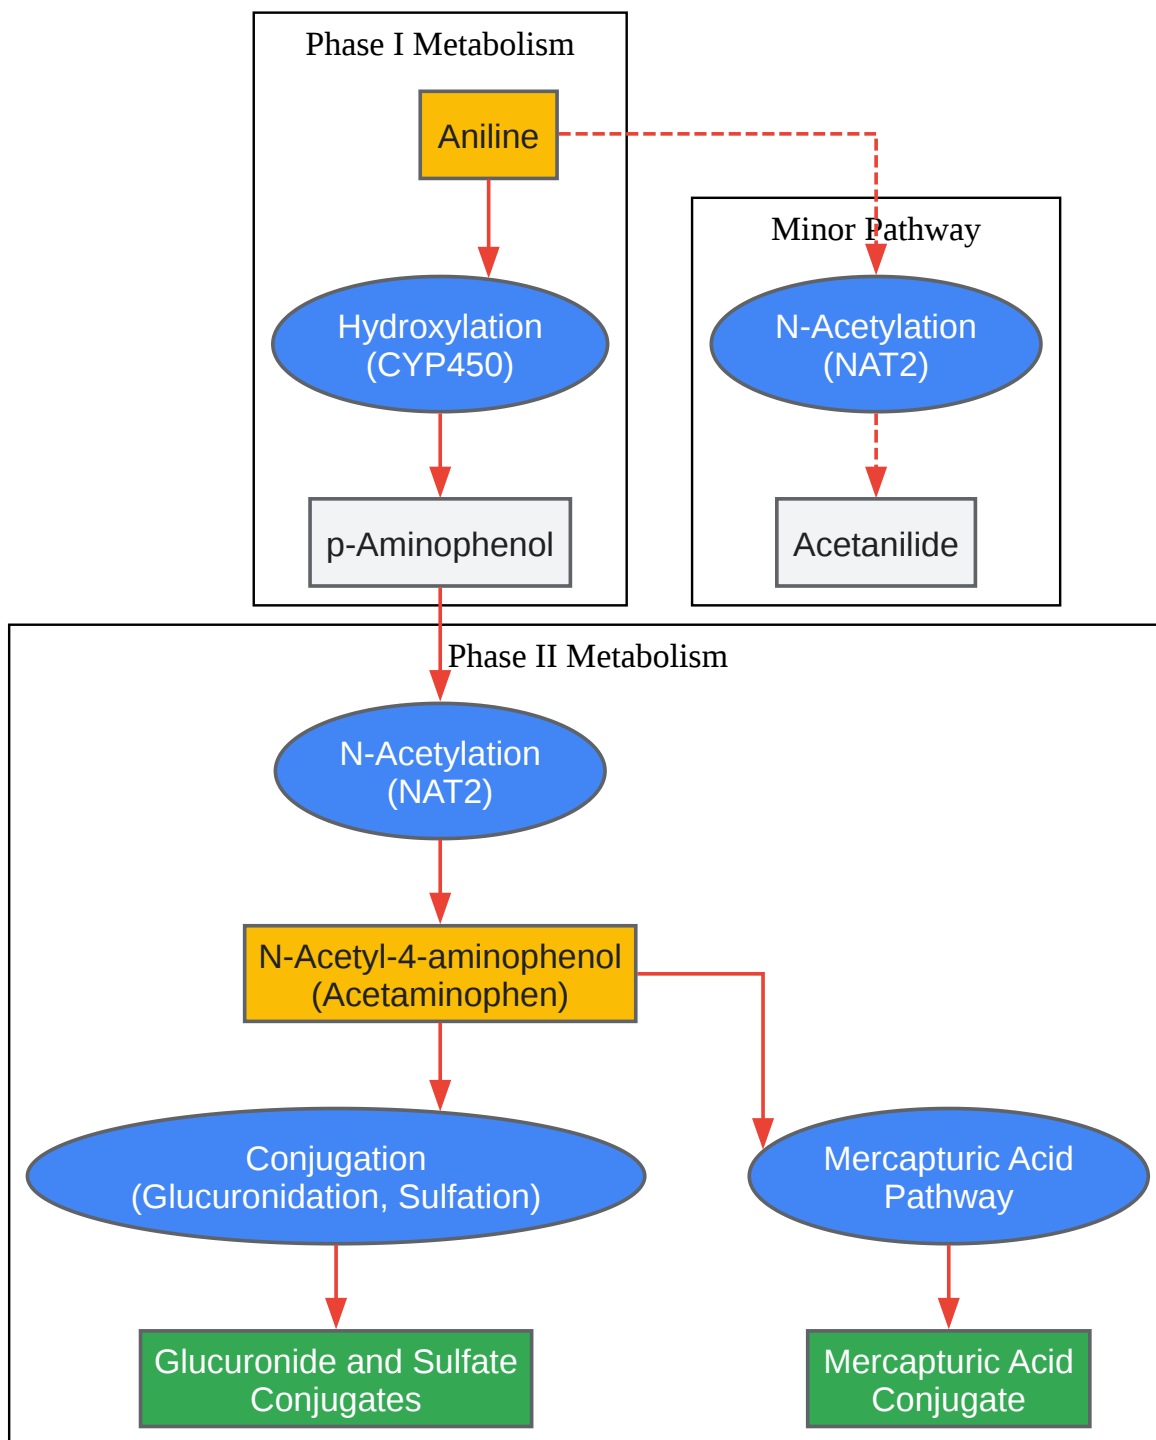 Phase I Metabolism
Aniline
Minor Pathway
Hydroxylation
(CYP450)
N-Acetylation
(NAT2)
p-Aminophenol
Acetanilide
Phase II Metabolism
N-Acetylation
(NAT2)
N-Acetyl-4-aminophenol
(Acetaminophen)
Conjugation
(Glucuronidation, Sulfation)
Mercapturic Acid
Pathway
Glucuronide and Sulfate
Conjugates
Mercapturic Acid
Conjugate